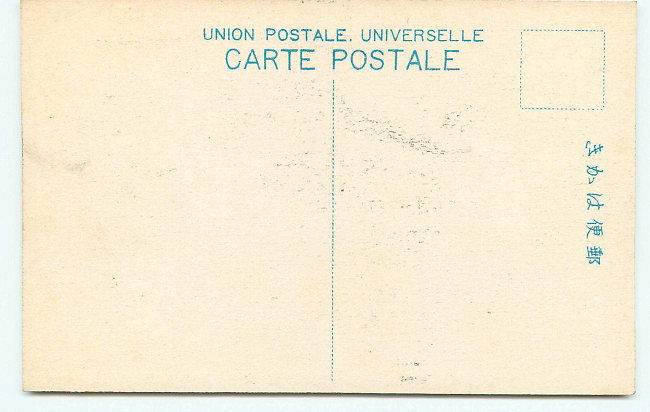 UNION POSTALE. UNIVERSELLE
CARTE POSTALE
郵便はかき